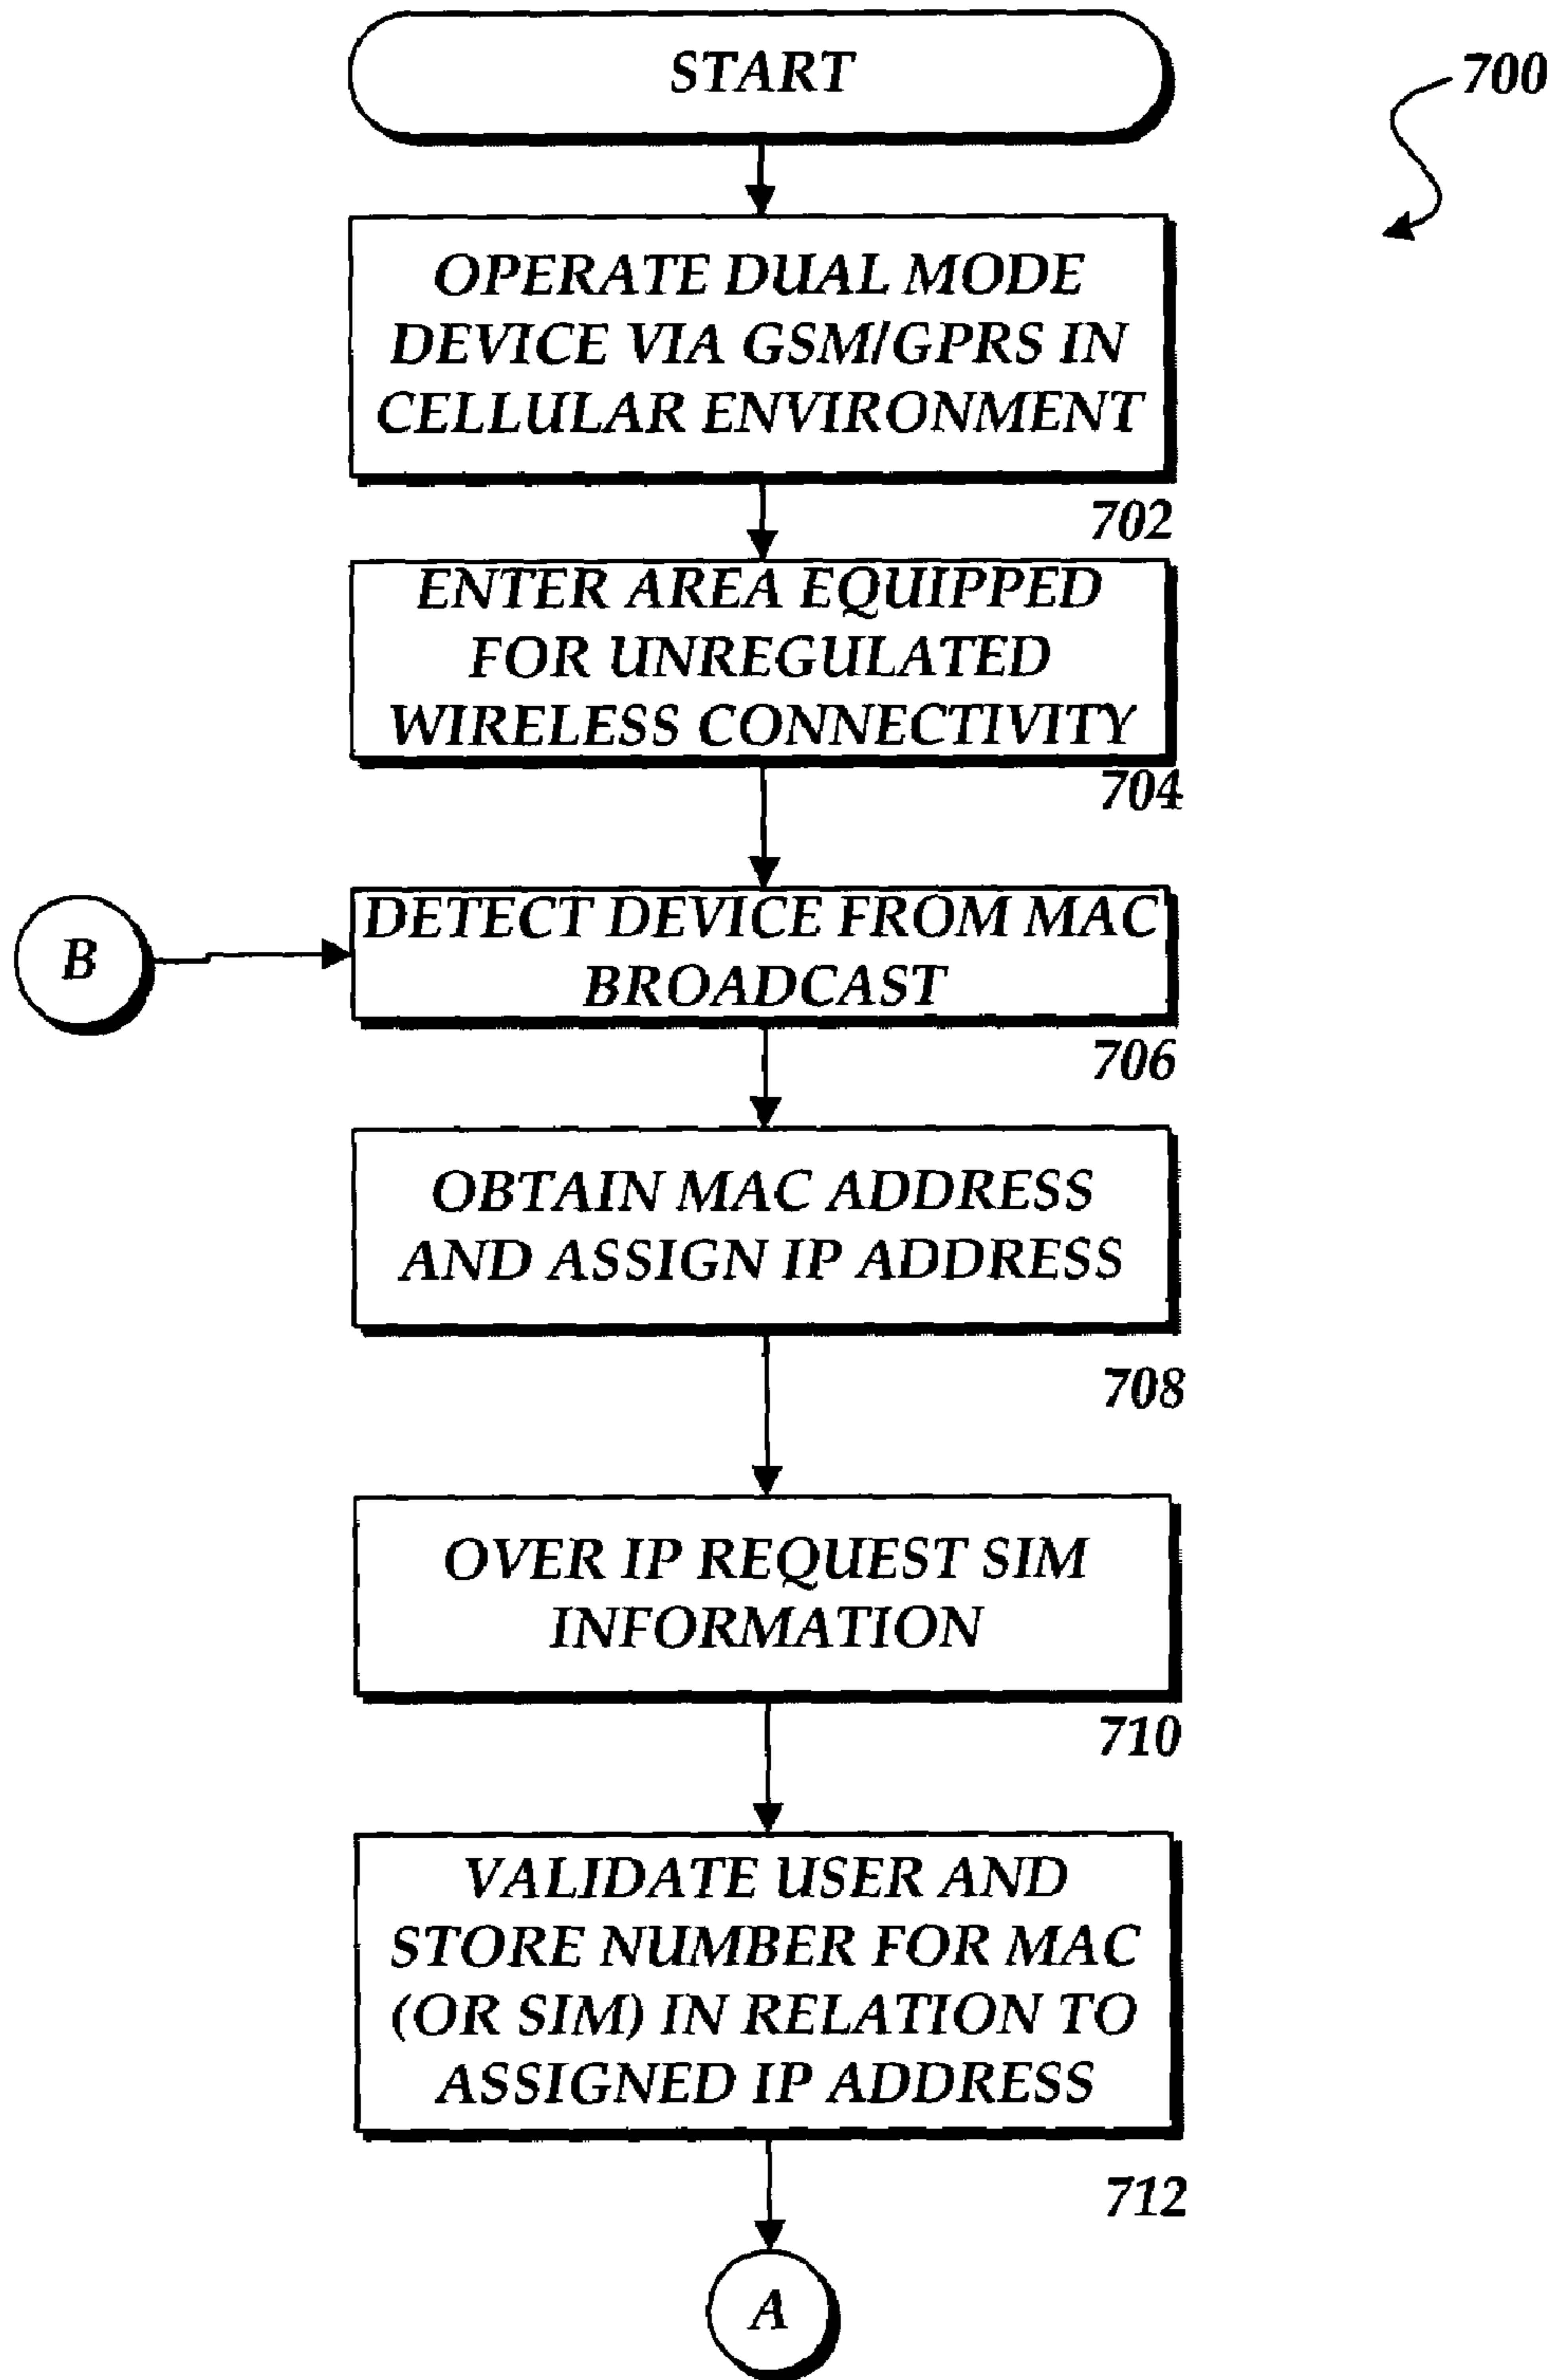 START
700
OPERATE DUAL MODE
DEVICE VIA GSM/GPRS IN
CELLULAR ENVIRONMENT
702
ENTER AREA EQUIPPED
FOR UNREGULATED
WIRELESS CONNECTIVITY
704
B
DETECT DEVICE FROM MAC
BROADCAST
706
OBTAIN MAC ADDRESS
AND ASSIGN IP ADDRESS
708
OVER IP REQUEST SIM
INFORMATION
710
VALIDATE USER AND
STORE NUMBER FOR MAC
(OR SIM) IN RELATION TO
ASSIGNED IP ADDRESS
712
A